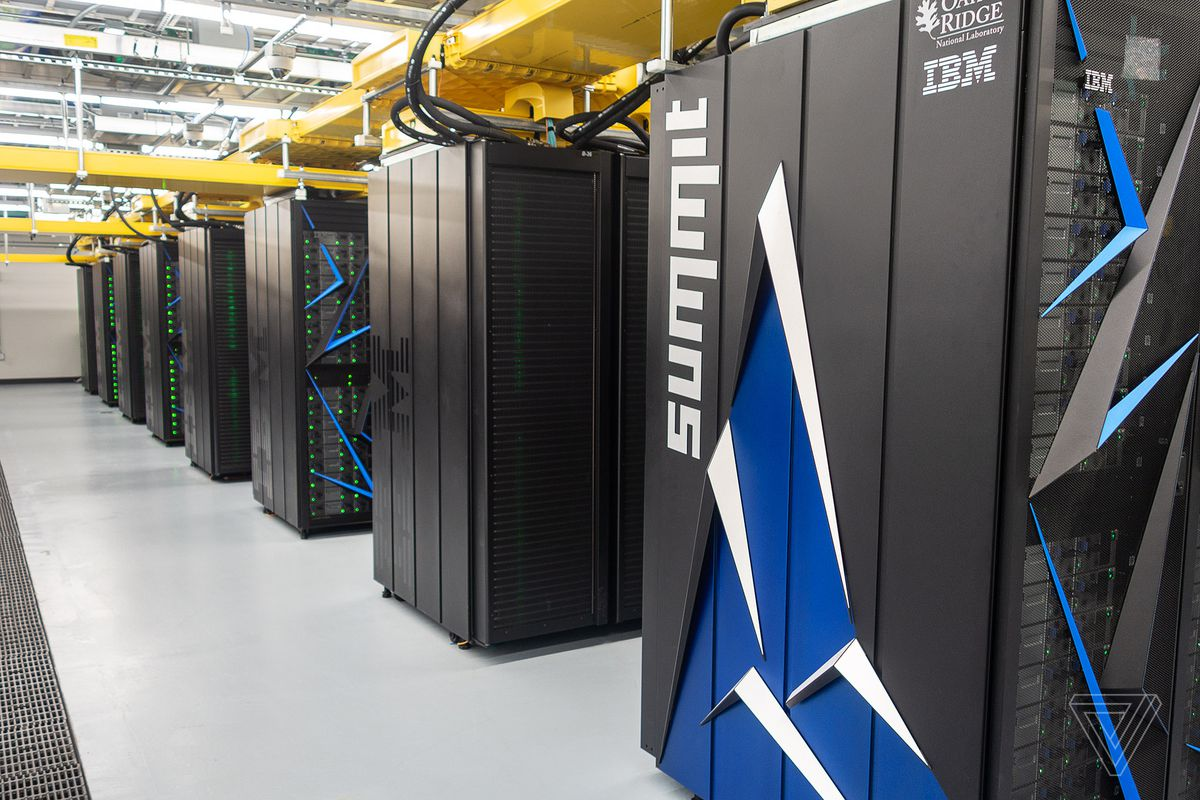 OAK
RIDGE
National Laboratory
IBM
IBM
summit